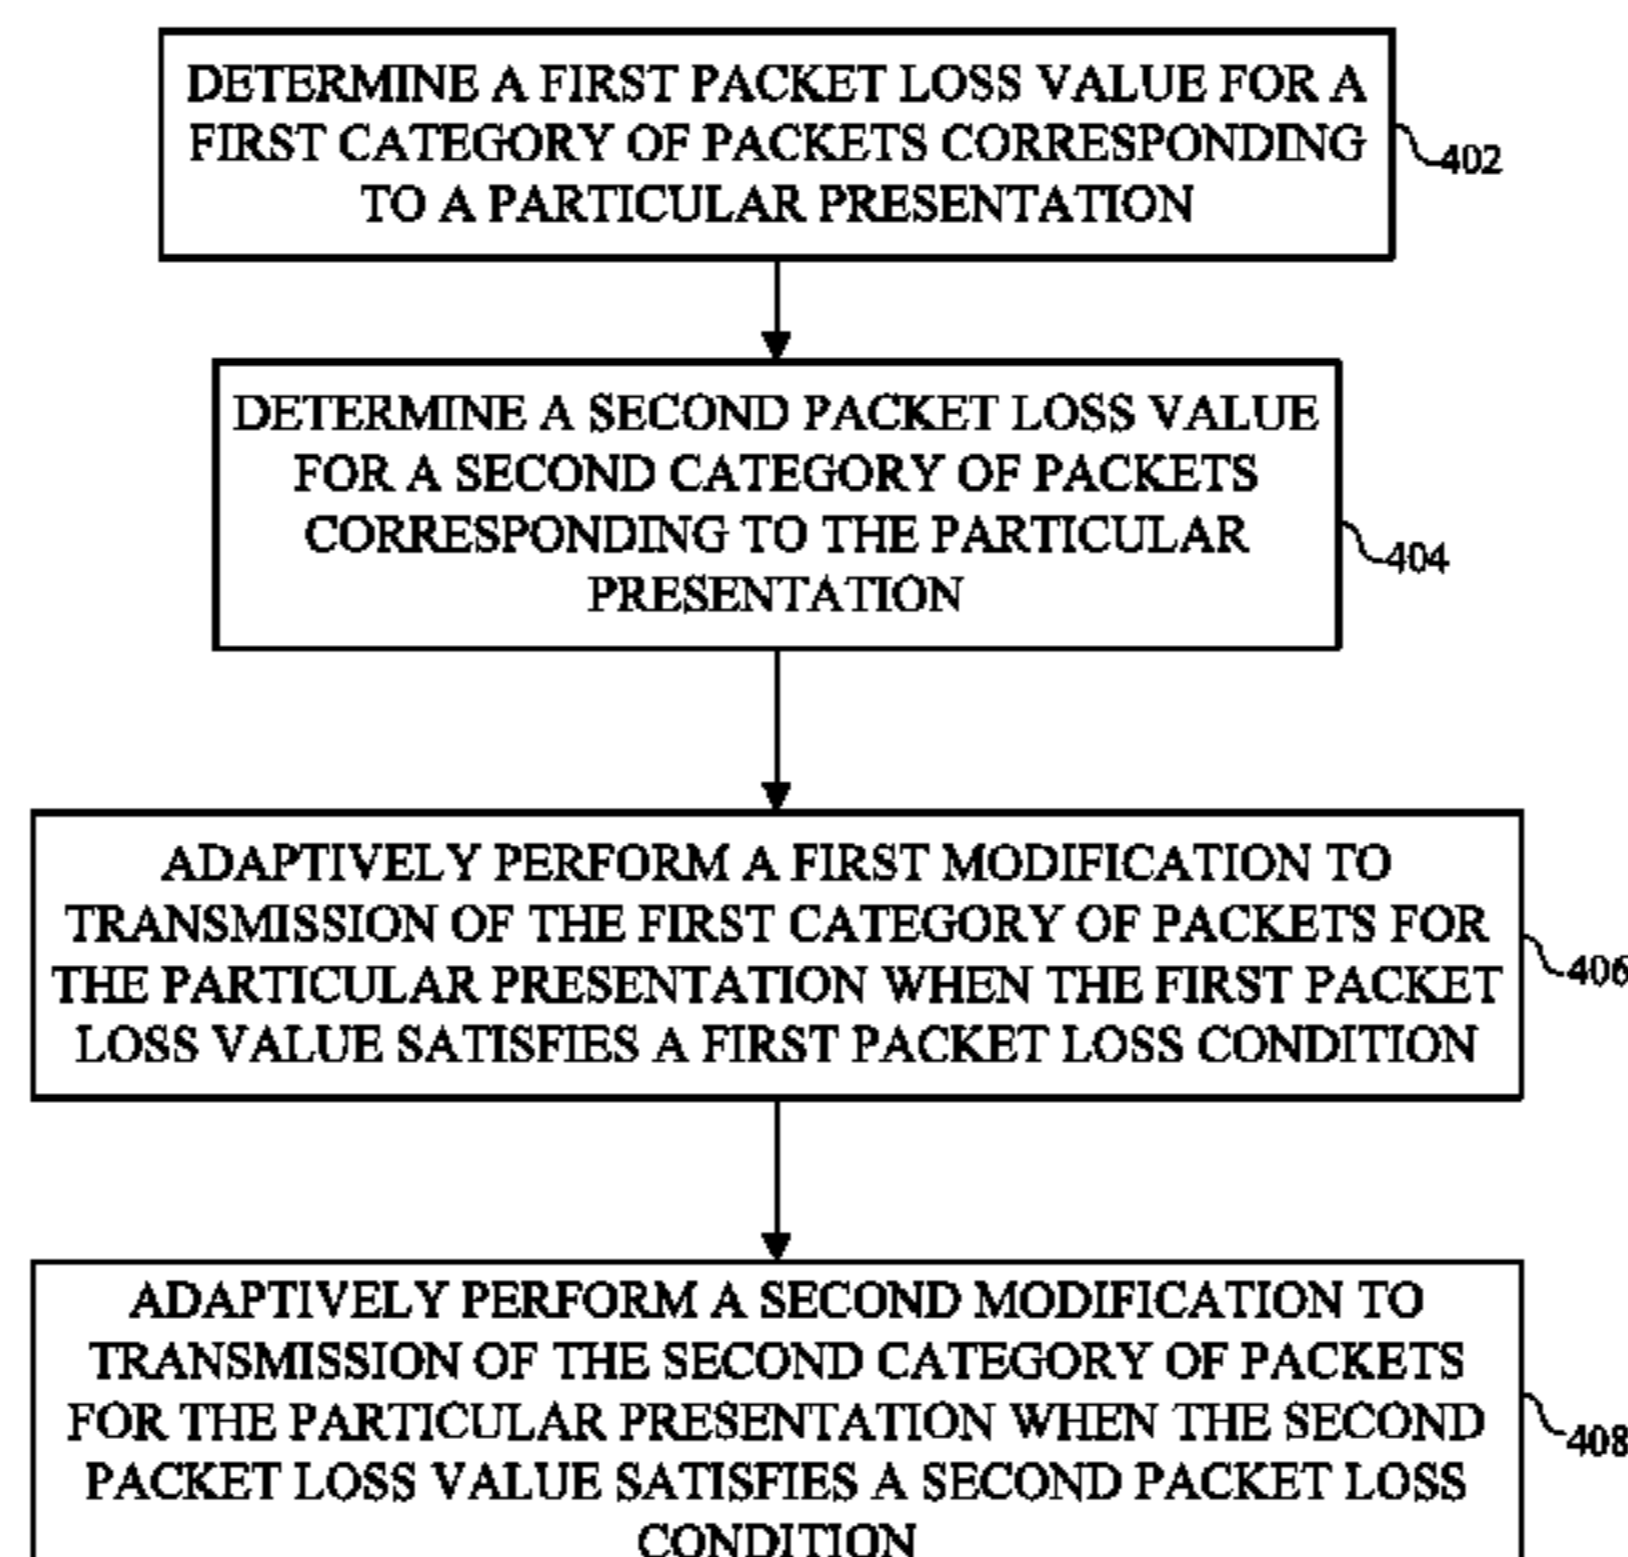 DETERMINE A FIRST PACKET LOSS VALUE FOR A
FIRST CATEGORY OF PACKETS CORRESPONDING
TO A PARTICULAR PRESENTATION
402
DETERMINE A SECOND PACKET LOSS VALUE
FOR A SECOND CATEGORY OF PACKETS
CORRESPONDING TO THE PARTICULAR
PRESENTATION
404
ADAPTIVELY PERFORM A FIRST MODIFICATION TO
TRANSMISSION OF THE FIRST CATEGORY OF PACKETS FOR
THE PARTICULAR PRESENTATION WHEN THE FIRST PACKET
LOSS VALUE SATISFIES A FIRST PACKET LOSS CONDITION
406
ADAPTIVELY PERFORM A SECOND MODIFICATION TO
TRANSMISSION OF THE SECOND CATEGORY OF PACKETS
FOR THE PARTICULAR PRESENTATION WHEN THE SECOND
PACKET LOSS VALUE SATISFIES A SECOND PACKET LOSS
CONDITION
408